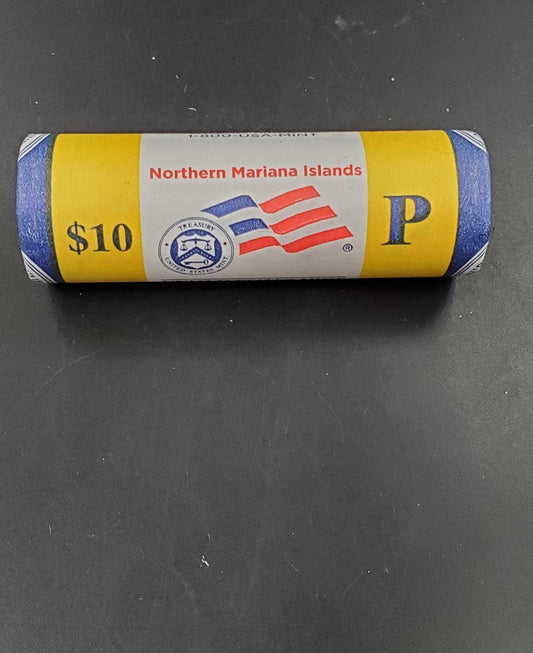 1-800-USA-MINT
Northern Mariana Islands
$10
TREASURY
UNITED STATES MINT
®
P